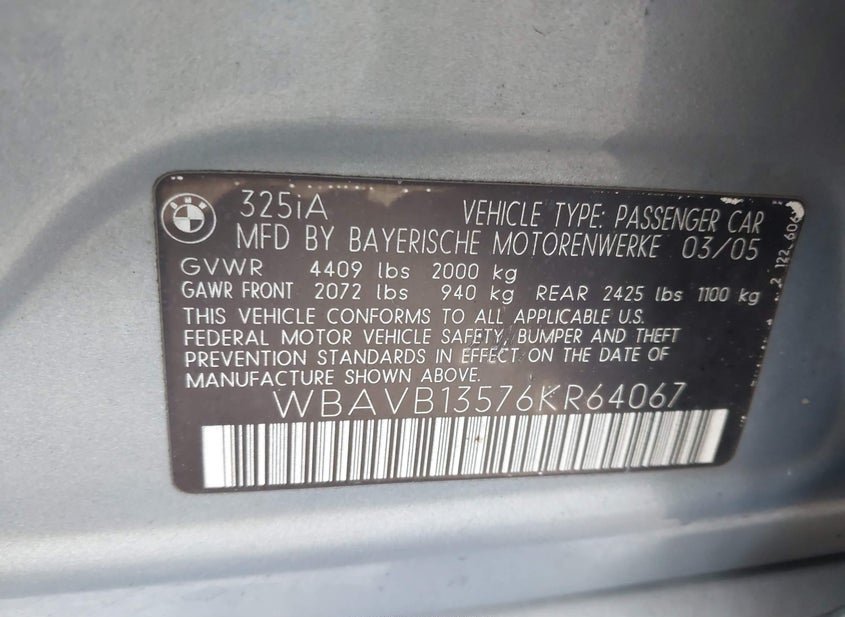 BMW
325iA VEHICLE TYPE: PASSENGER CAR
MFD BY BAYERISCHE MOTORENWERKE 03/05
GVWR 4409 lbs 2000 kg
GAWR FRONT 2072 lbs 940 kg REAR 2425 lbs 1100 kg
THIS VEHICLE CONFORMS TO ALL APPLICABLE U.S.
FEDERAL MOTOR VEHICLE SAFETY, BUMPER AND THEFT
PREVENTION STANDARDS IN EFFECT ON THE DATE OF
MANUFACTURE SHOWN ABOVE.
WBAVB13576KR64067